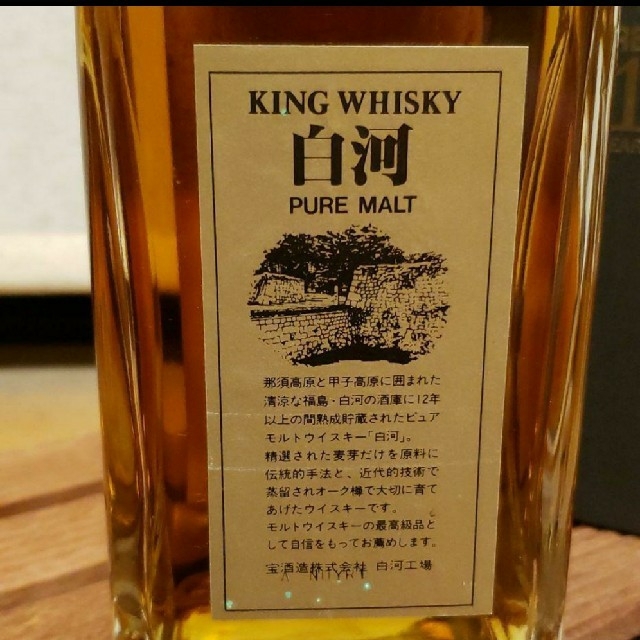 KING WHISKY
白河
PURE MALT
那須高原と甲子高原に囲まれた
清涼な福島・白河の酒庫に12年
以上の間熟成貯蔵されたピュア
モルトウイスキー「白河」。
精選された麦芽だけを原料に
伝統的手法と、近代的技術で
蒸留されオーク樽で大切に育て
あげたウイスキーです。
モルトウイスキーの最高級品と
して自信をもってお薦めします。
宝酒造株式会社 白河工場